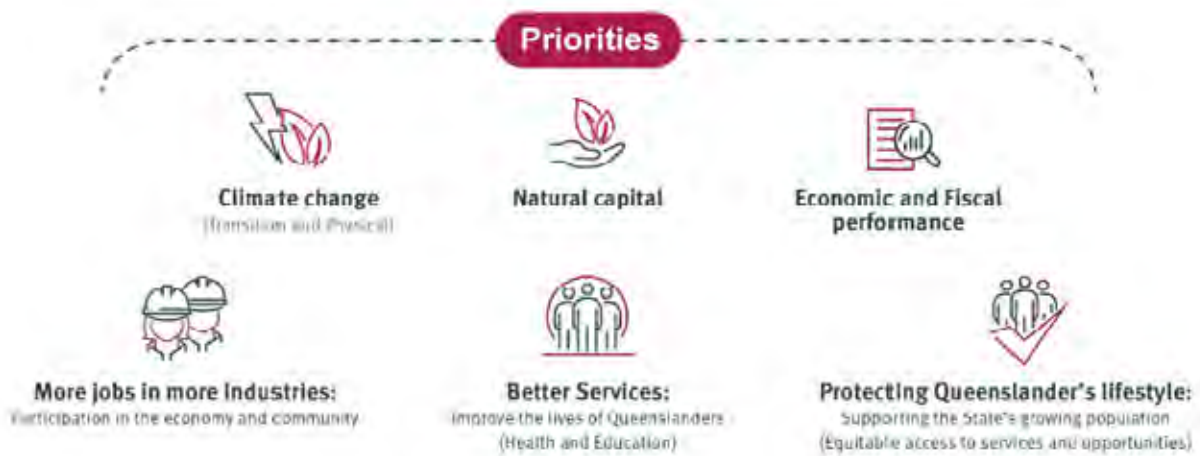 Priorities
Climate change
(Transition and Physical)
Natural capital
Economic and Fiscal
performance
More jobs in more Industries:
Participation in the economy and community
Better Services:
Improve the lives of Queenslanders
(Health and Education)
Protecting Queenslander's lifestyle:
Supporting the State's growing population
(Equitable access to services and opportunities)